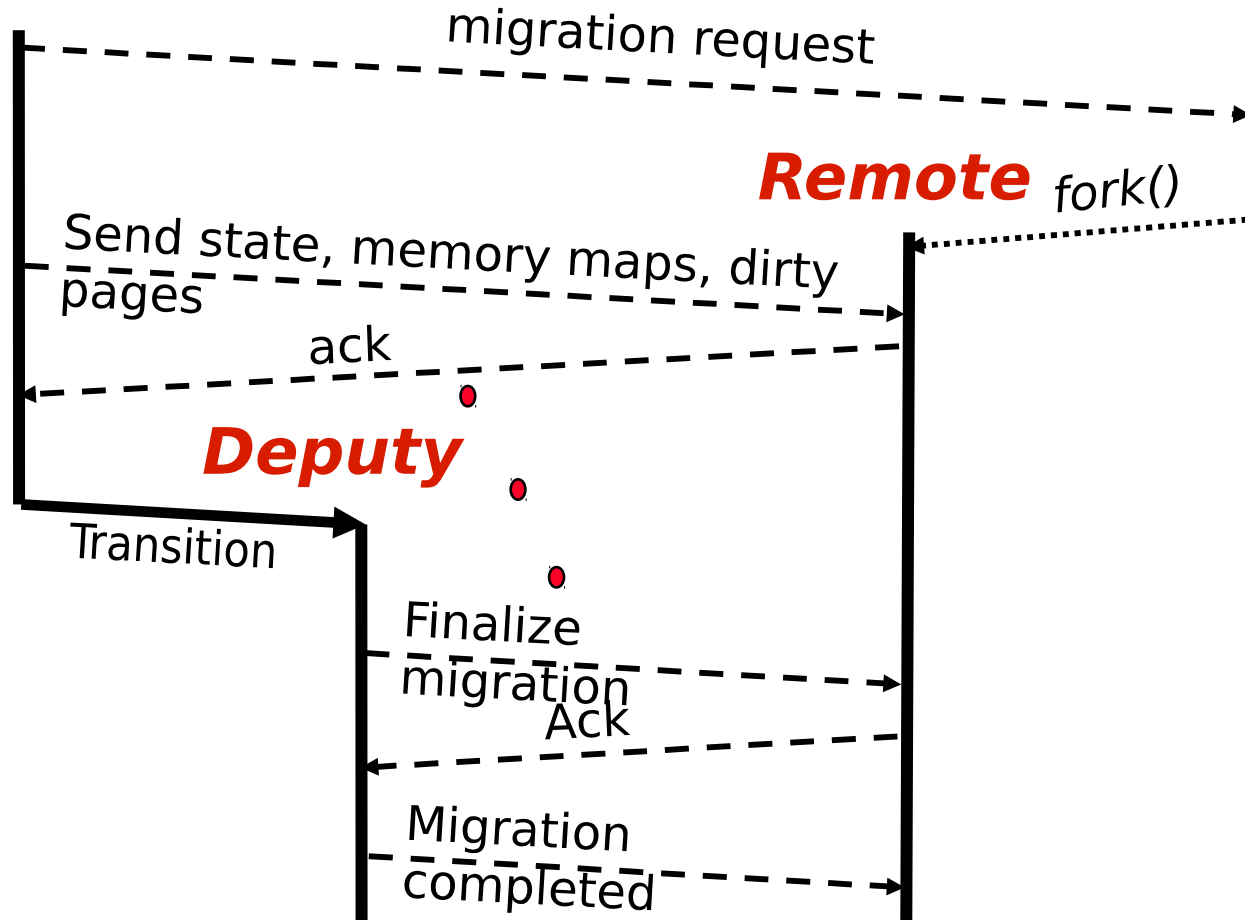 migration request
Remote
fork()
Send state, memory maps, dirty
pages
ack
Deputy
Transition
Finalize
migration
Ack
Migration
completed